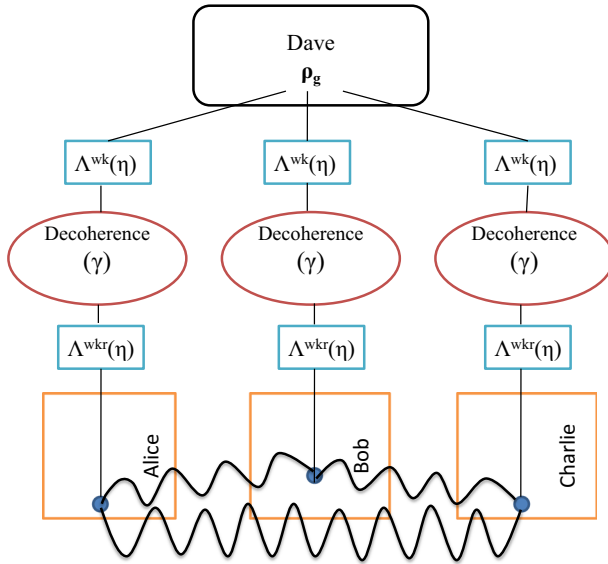 Dave
ρg
Λwk(η) Λwk(η) Λwk(η)
Decoherence Decoherence Decoherence
(γ) (γ) (γ)
Λwkr(η) Λwkr(η) Λwkr(η)
Alice Bob Charlie